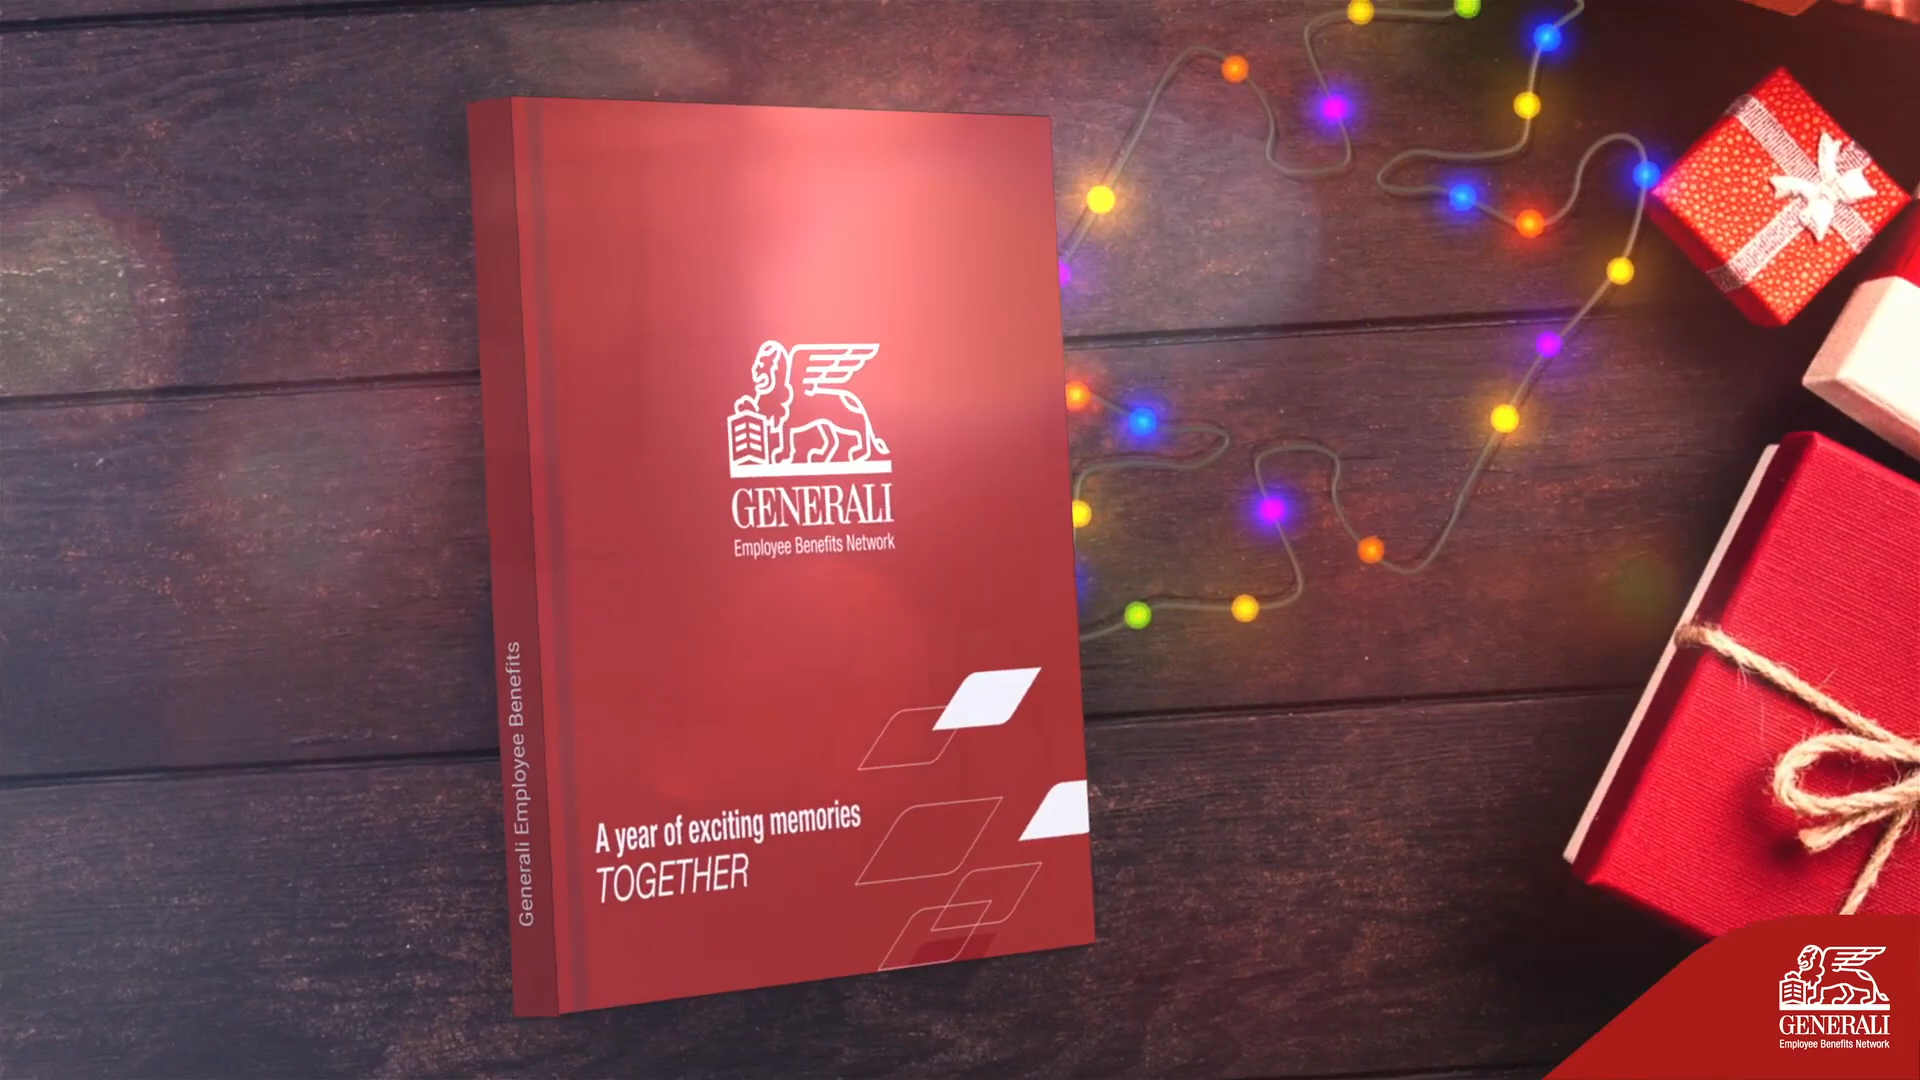 GENERALI
Employee Benefits Network
A year of exciting memories
TOGETHER
Generali Employee Benefits
GENERALI
Employee Benefits Network